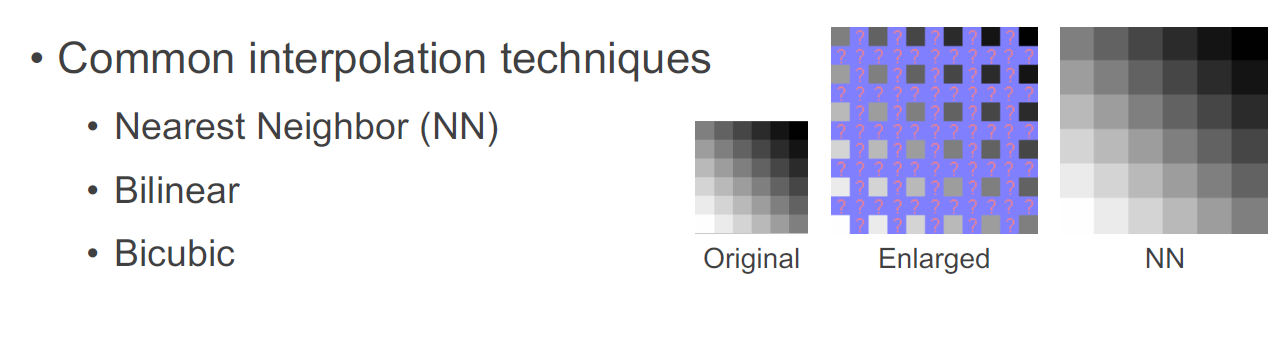 • Common interpolation techniques
• Nearest Neighbor (NN)
• Bilinear
• Bicubic
? ? ? ? ?
? ? ? ? ? ? ? ? ? ? ?
? ? ? ? ?
? ? ? ? ? ? ? ? ? ? ?
? ? ? ? ?
? ? ? ? ? ? ? ? ? ? ?
? ? ? ? ?
? ? ? ? ? ? ? ? ? ? ?
? ? ? ? ?
? ? ? ? ? ? ? ? ? ? ?
? ? ? ? ?
Original
Enlarged
NN